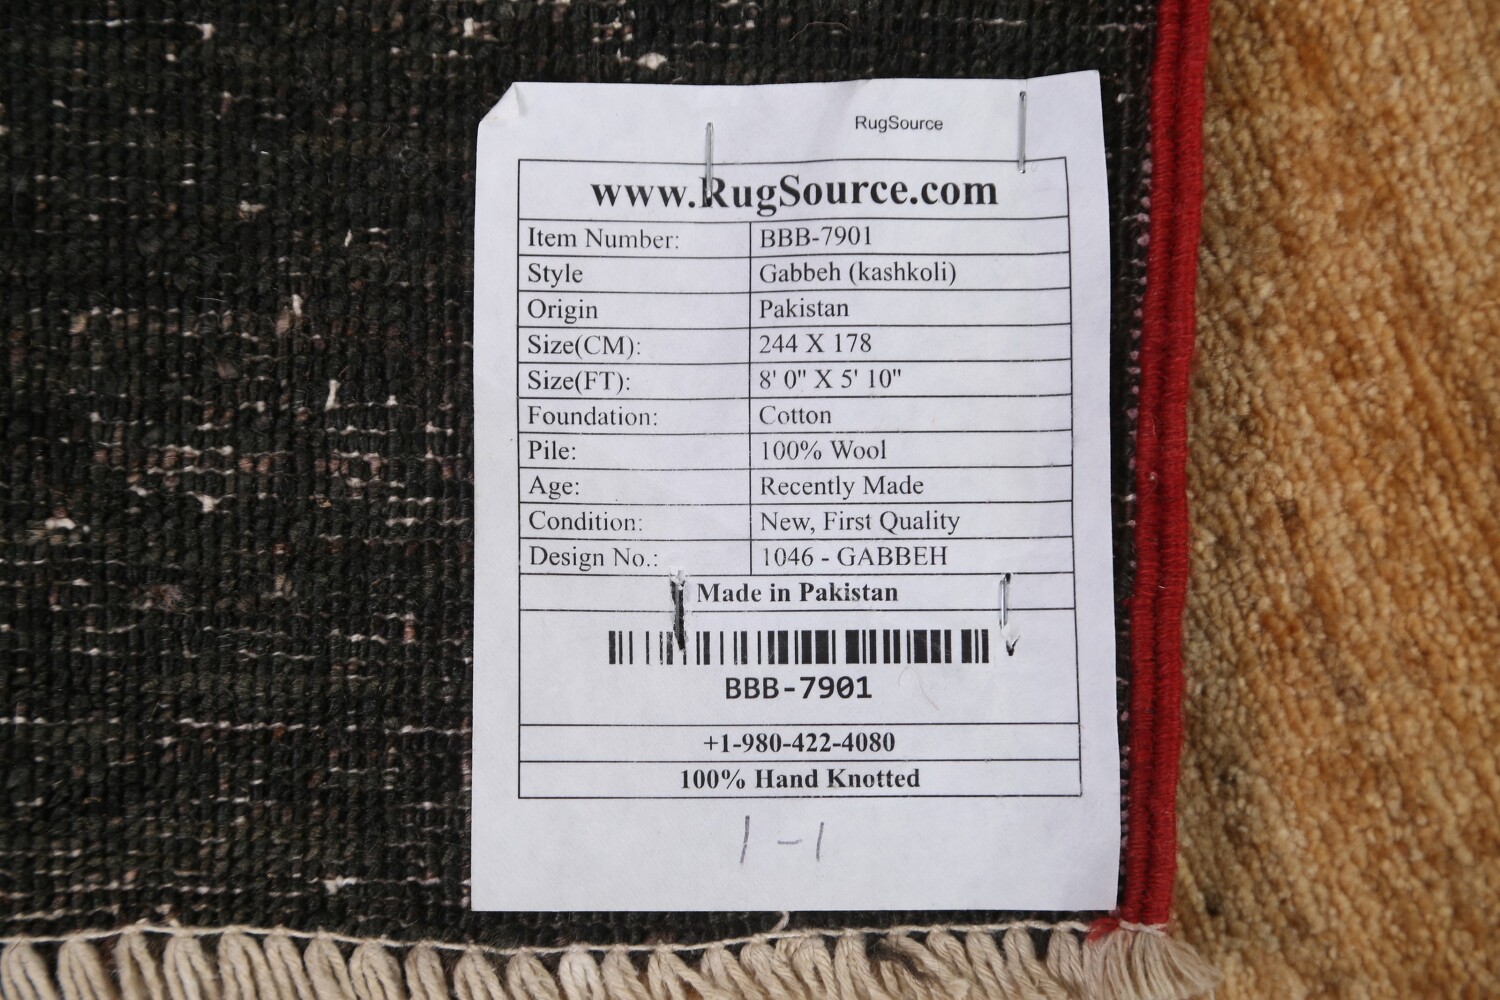 RugSource
www.RugSource.com
Item Number: BBB-7901
Style Gabbeh (kashkoli)
Origin Pakistan
Size(CM): 244 X 178
Size(FT): 8' 0" X 5' 10"
Foundation: Cotton
Pile: 100% Wool
Age: Recently Made
Condition: New, First Quality
Design No.: 1046 - GABBEH
Made in Pakistan
BBB-7901
+1-980-422-4080
100% Hand Knotted
1-1